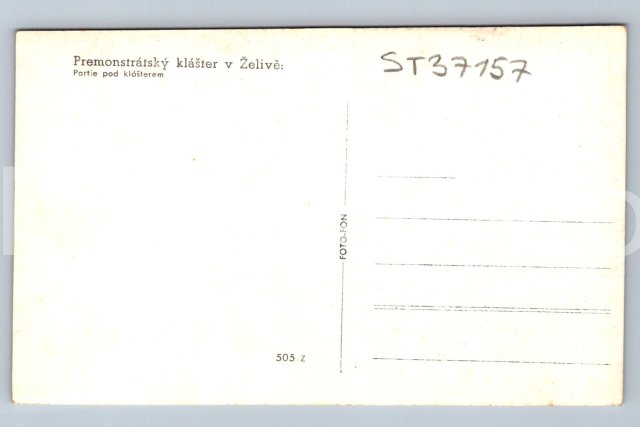 Premonstrátský klášter v Želivě:
Partie pod klášterem
ST37157
FOTO-FON
505 Z